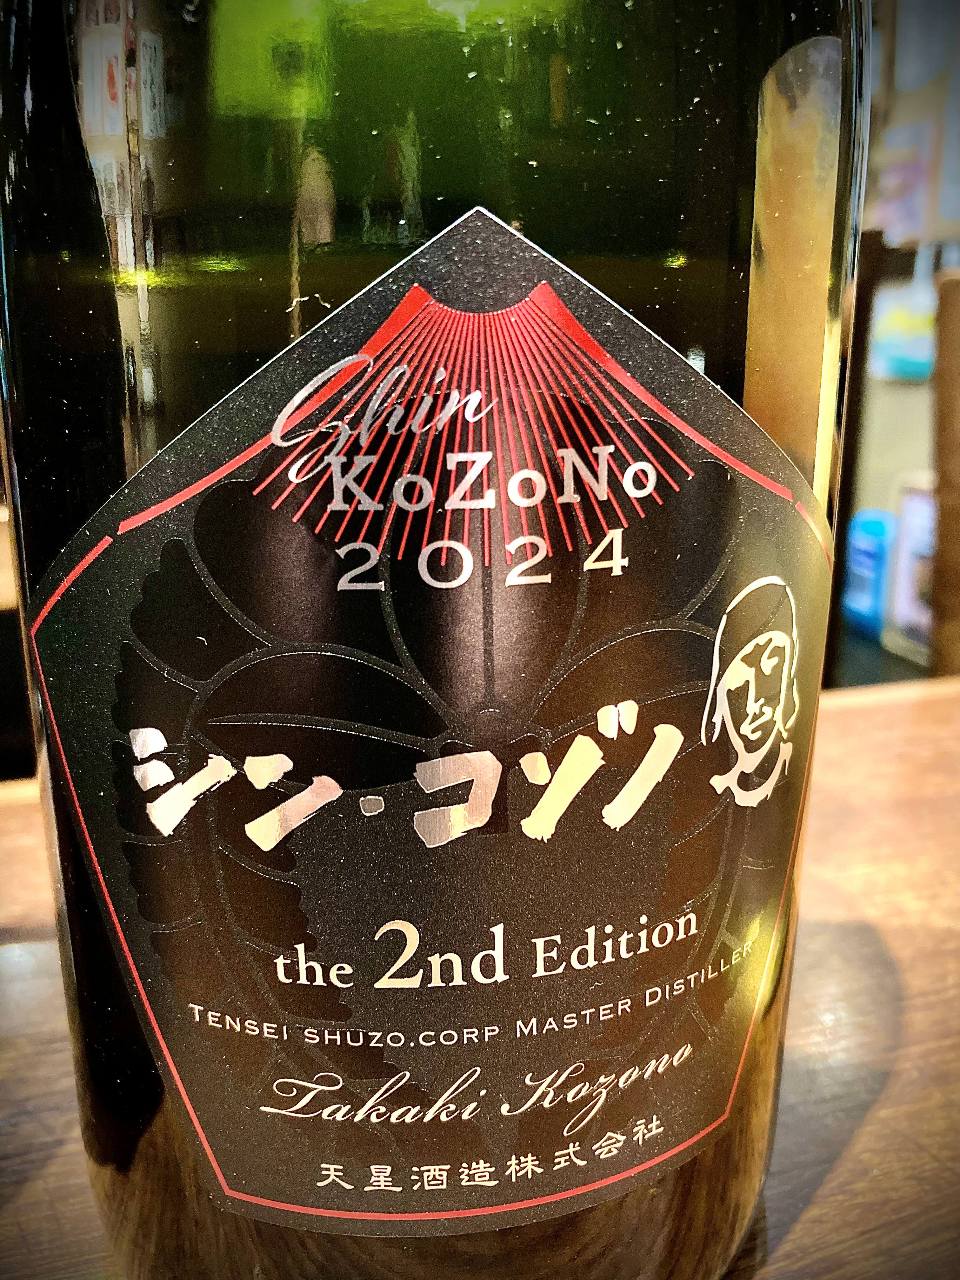 Shin
KoZoNo
2024
シン・コゾノ
the 2nd Edition
TENSEI SHUZO.CORP MASTER DISTILLER
Takaki Kozono
天星酒造株式会社